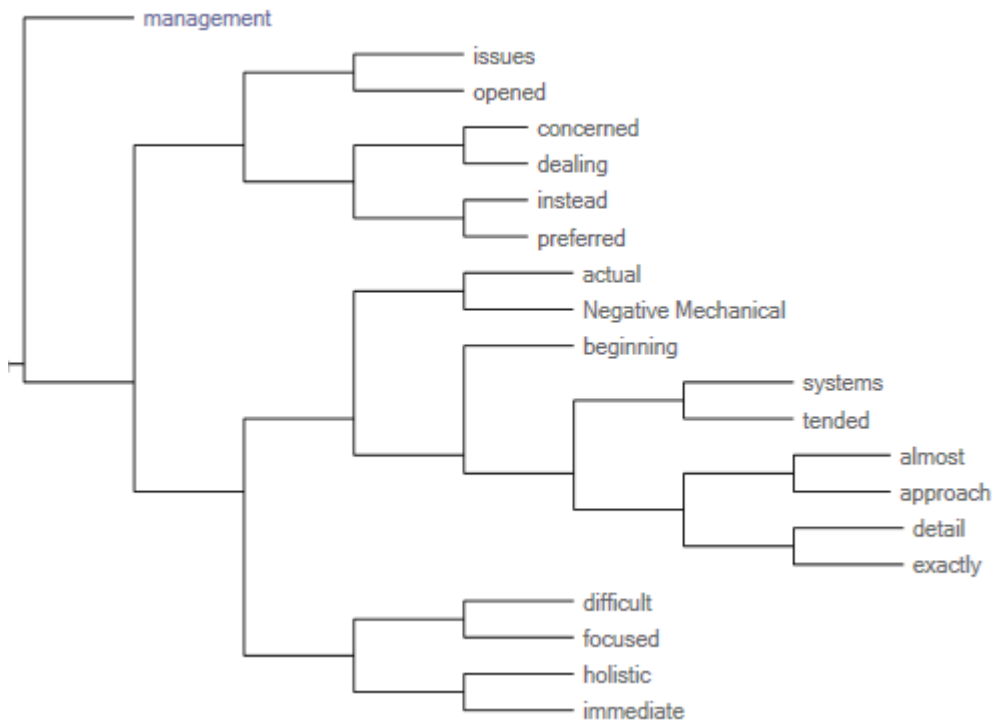 management
issues
opened
concerned
dealing
instead
preferred
actual
Negative Mechanical
beginning
systems
tended
almost
approach
detail
exactly
difficult
focused
holistic
immediate